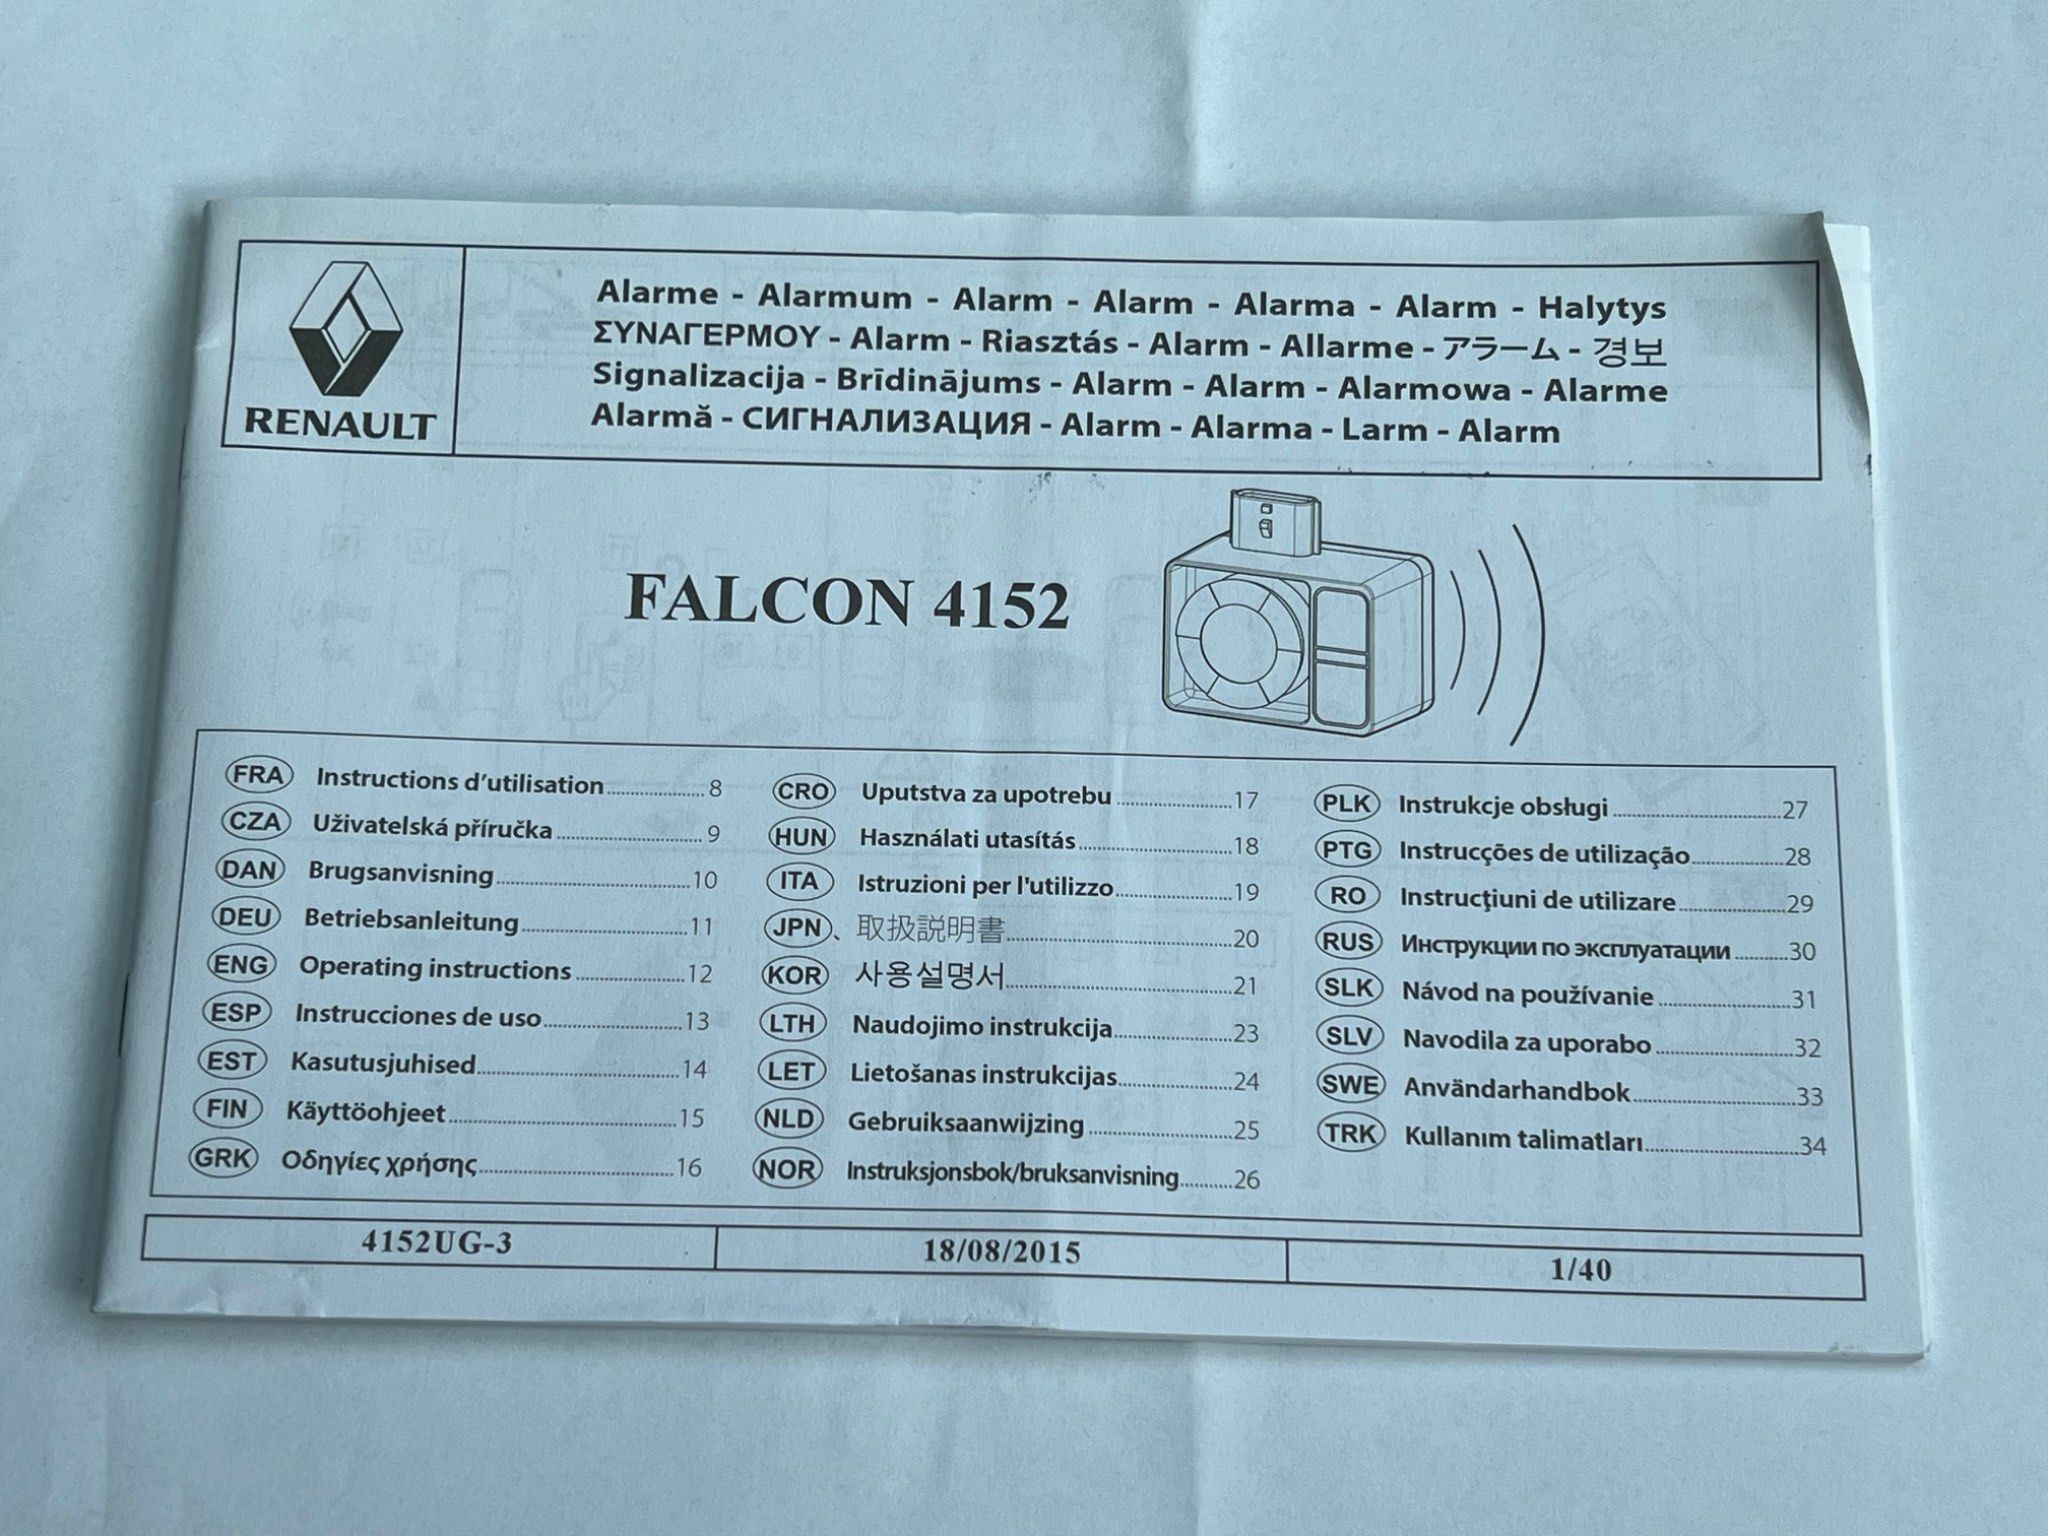 RENAULT
Alarme - Alarmum - Alarm - Alarm - Alarma - Alarm - Halytys
ΣΥΝΑΓΕΡΜΟΥ - Alarm - Riasztás - Alarm - Allarme - アラーム - 경보
Signalizacija - Brīdinājums - Alarm - Alarm - Alarmowa - Alarme
Alarmă - СИГНАЛИЗАЦИЯ - Alarm - Alarma - Larm - Alarm
FALCON 4152
FRA Instructions d'utilisation 8
CZA Uživatelská příručka 9
DAN Brugsanvisning 10
DEU Betriebsanleitung 11
ENG Operating instructions 12
ESP Instrucciones de uso 13
EST Kasutusjuhised 14
FIN Käyttöohjeet 15
GRK Οδηγίες χρήσης 16
CRO Uputstva za upotrebu 17
HUN Használati utasítás 18
ITA Istruzioni per l'utilizzo 19
JPN、取扱説明書 20
KOR 사용설명서 21
LTH Naudojimo instrukcija 23
LET Lietošanas instrukcijas 24
NLD Gebruiksaanwijzing 25
NOR Instruksjonsbok/bruksanvisning 26
PLK Instrukcje obsługi 27
PTG Instrucções de utilização 28
RO Instrucţiuni de utilizare 29
RUS Инструкции по эксплуатации 30
SLK Návod na používanie 31
SLV Navodila za uporabo 32
SWE Användarhandbok 33
TRK Kullanım talimatları 34
4152UG-3
18/08/2015
1/40